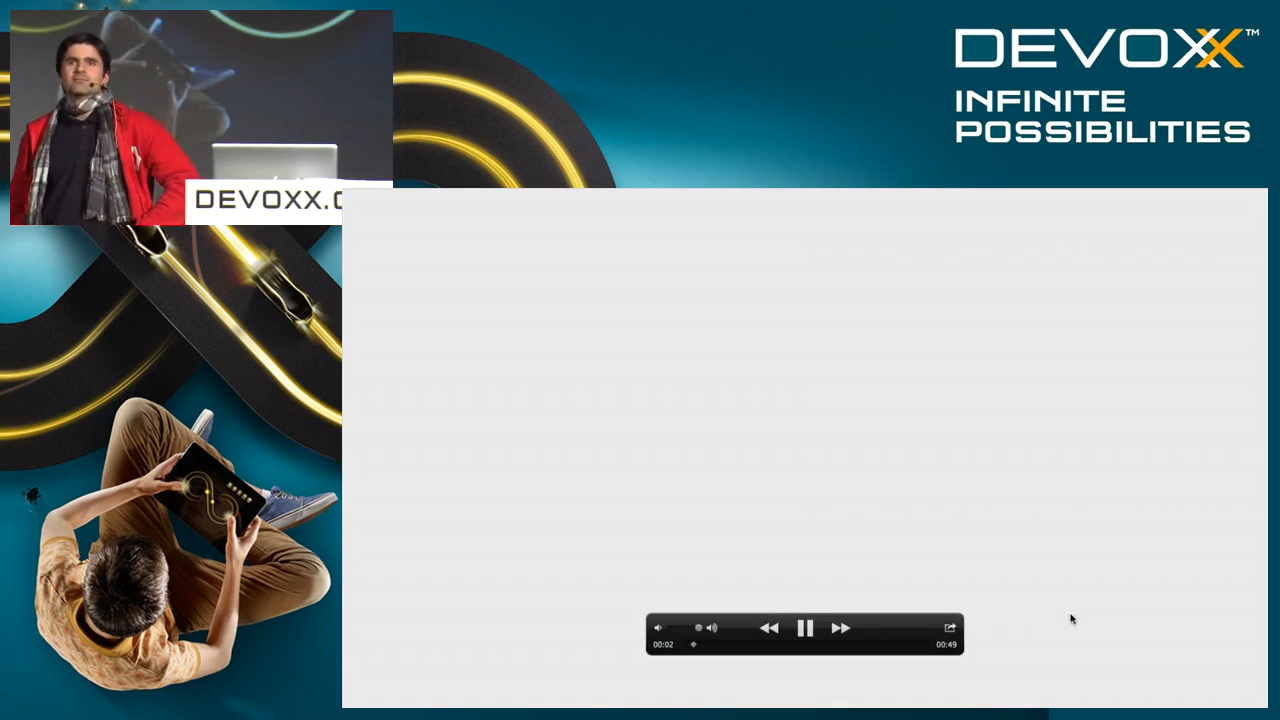 DEVOXX™
INFINITE
POSSIBILITIES
DEVOXX.C
00:02
00:49